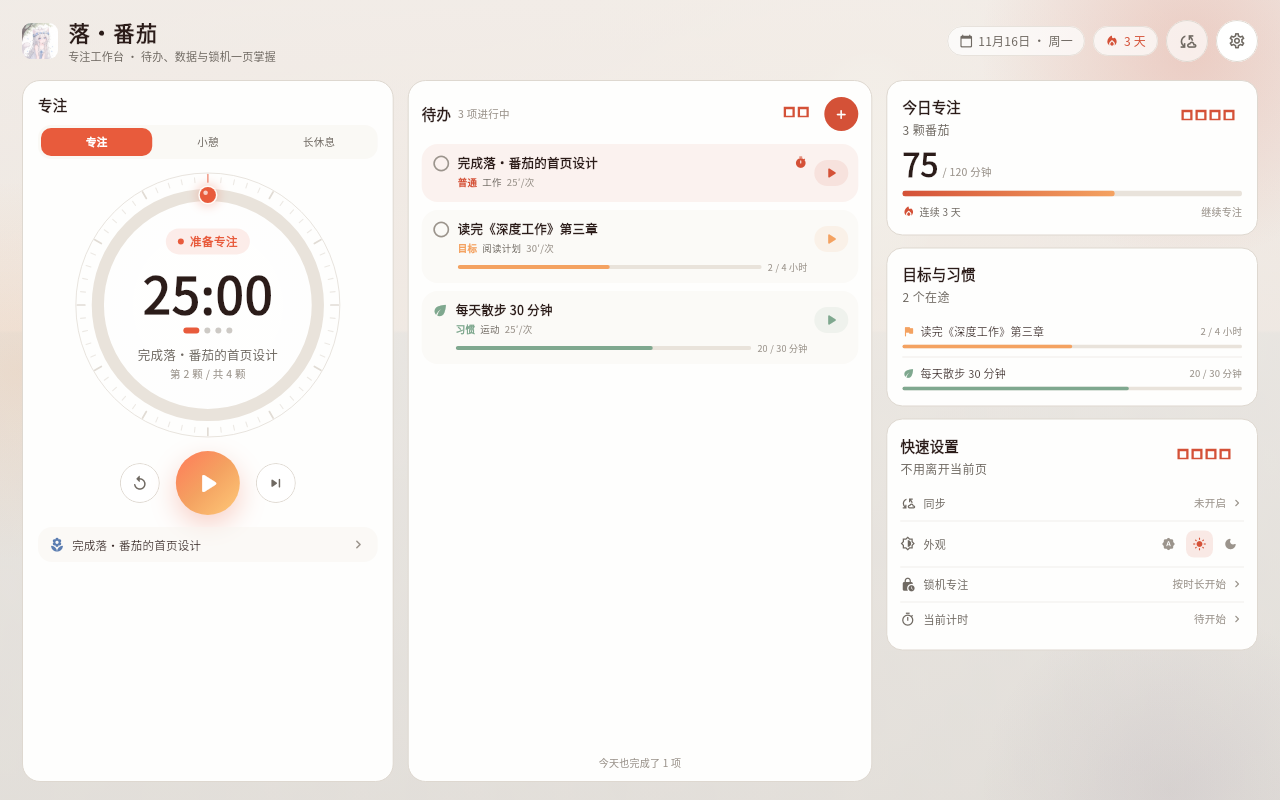 落·番茄
专注工作台 · 待办、数据与锁机一页掌握
11月16日 · 周一
3 天
专注
专注
小憩
长休息
准备专注
25:00
完成落·番茄的首页设计
第 2 颗 / 共 4 颗
完成落·番茄的首页设计
待办
3 项进行中
完成落·番茄的首页设计
普通 工作 25'/次
读完《深度工作》第三章
目标 阅读计划 30'/次
2 / 4 小时
每天散步 30 分钟
习惯 运动 25'/次
20 / 30 分钟
今天也完成了 1 项
今日专注
3 颗番茄
75 / 120 分钟
连续 3 天
继续专注
目标与习惯
2 个在途
读完《深度工作》第三章
2 / 4 小时
每天散步 30 分钟
20 / 30 分钟
快速设置
不用离开当前页
同步
未开启
外观
锁机专注
按时长开始
当前计时
待开始